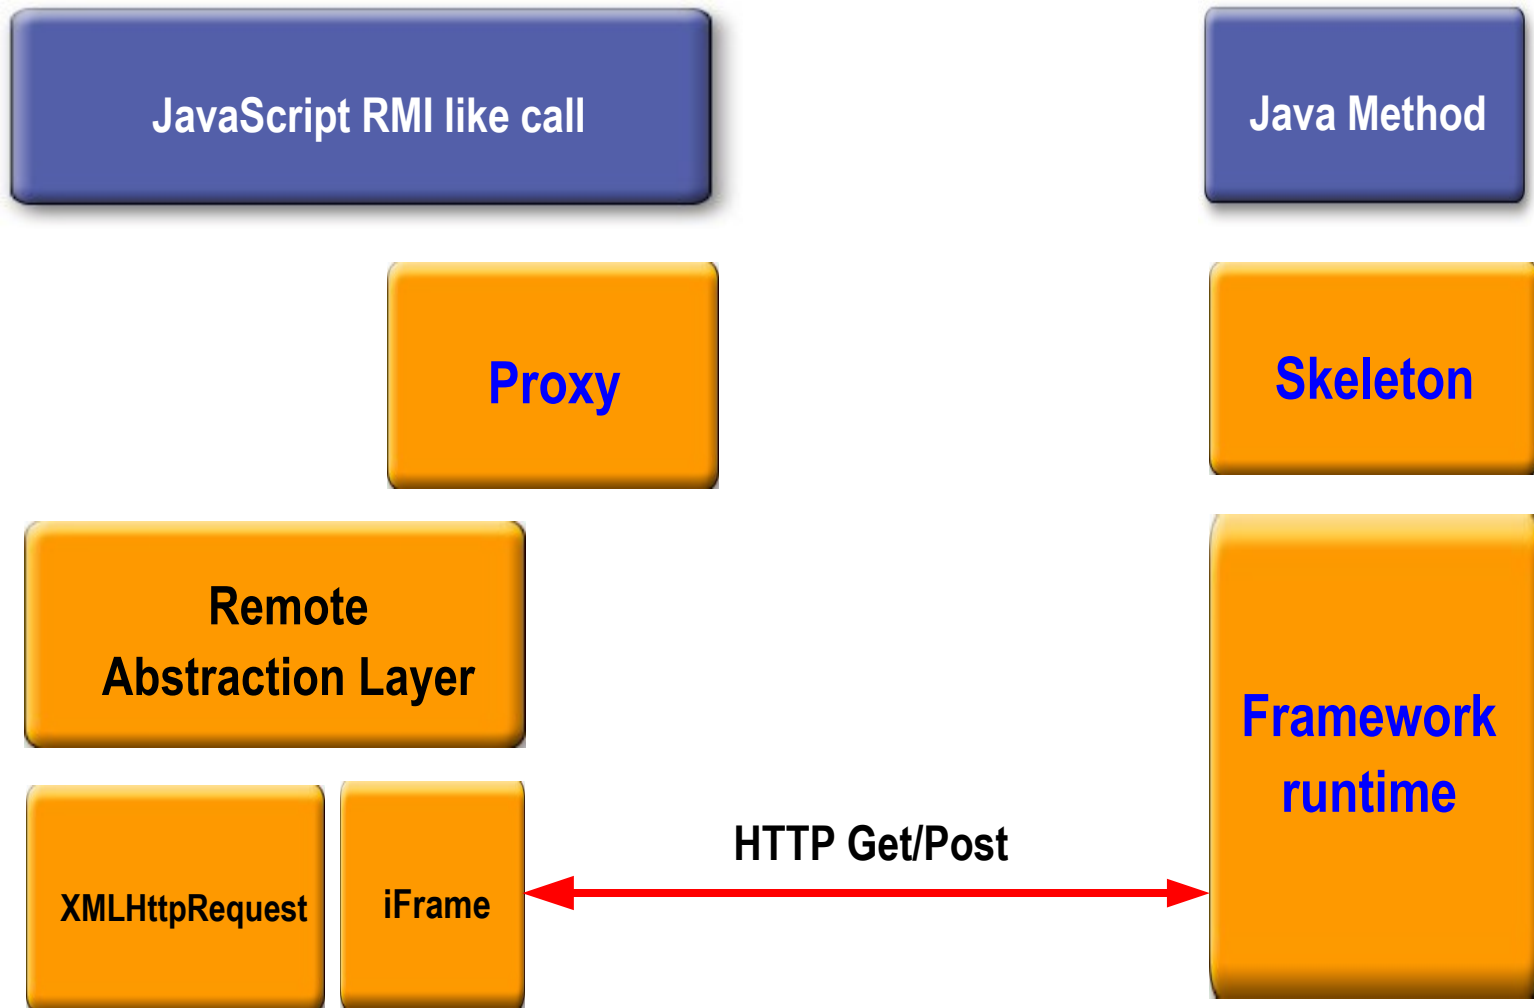 JavaScript RMI like call
Java Method
Proxy
Skeleton
Remote
Abstraction Layer
Framework
runtime
HTTP Get/Post
XMLHttpRequest
iFrame